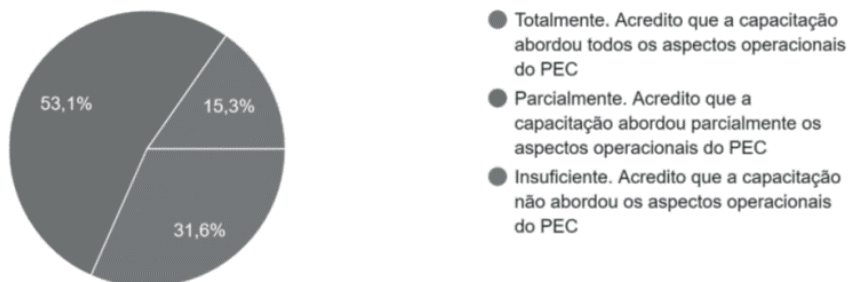 53,1%
15,3%
31,6%
Totalmente. Acredito que a capacitação
abordou todos os aspectos operacionais
do PEC
Parcialmente. Acredito que a
capacitação abordou parcialmente os
aspectos operacionais do PEC
Insuficiente. Acredito que a capacitação
não abordou os aspectos operacionais
do PEC